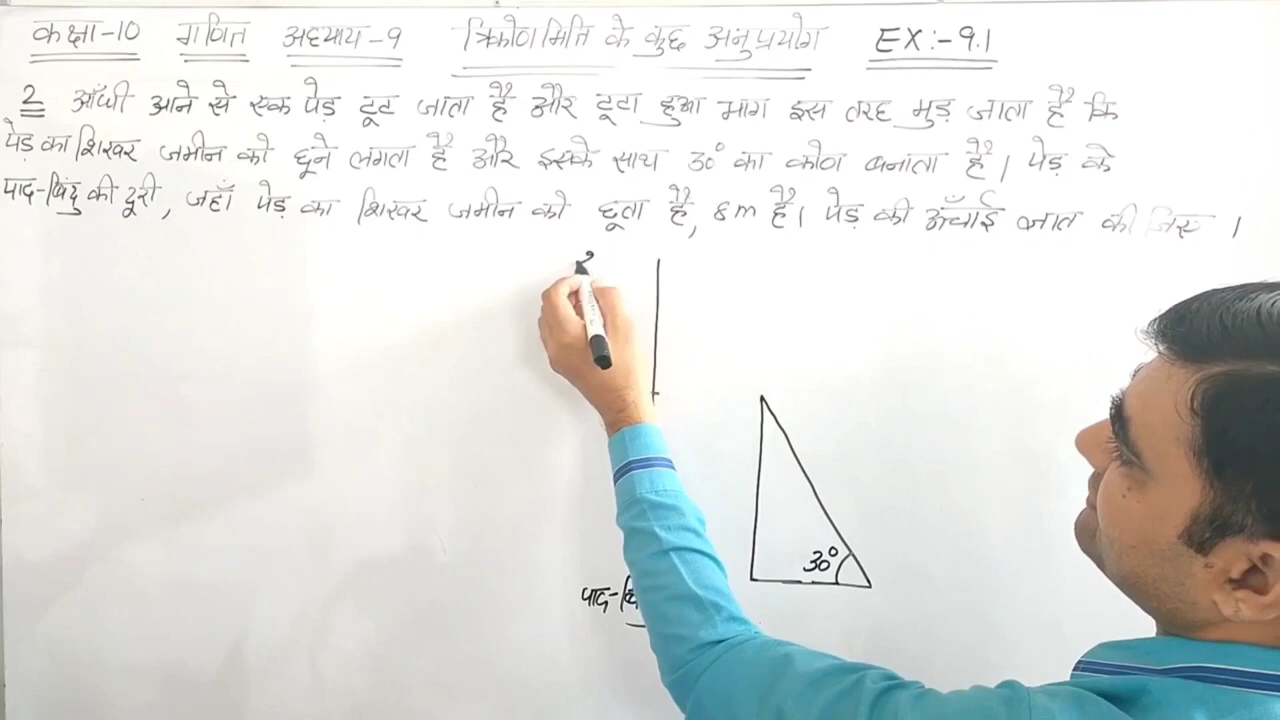 कक्षा-10 गणित अध्याय-9 त्रिकोणमिति के कुछ अनुप्रयोग EX:-9.1
2 आँधी आने से एक पेड़ टूट जाता है और टूटा हुआ भाग इस तरह मुड़ जाता है कि
पेड़ का शिखर जमीन को छूने लगता है और इसके साथ 30° का कोण बनाता है। पेड़ के
पाद-बिंदु की दूरी, जहाँ पेड़ का शिखर जमीन को छूता है, 8m है। पेड़ की ऊँचाई ज्ञात कीजिए।
30°
पाद-